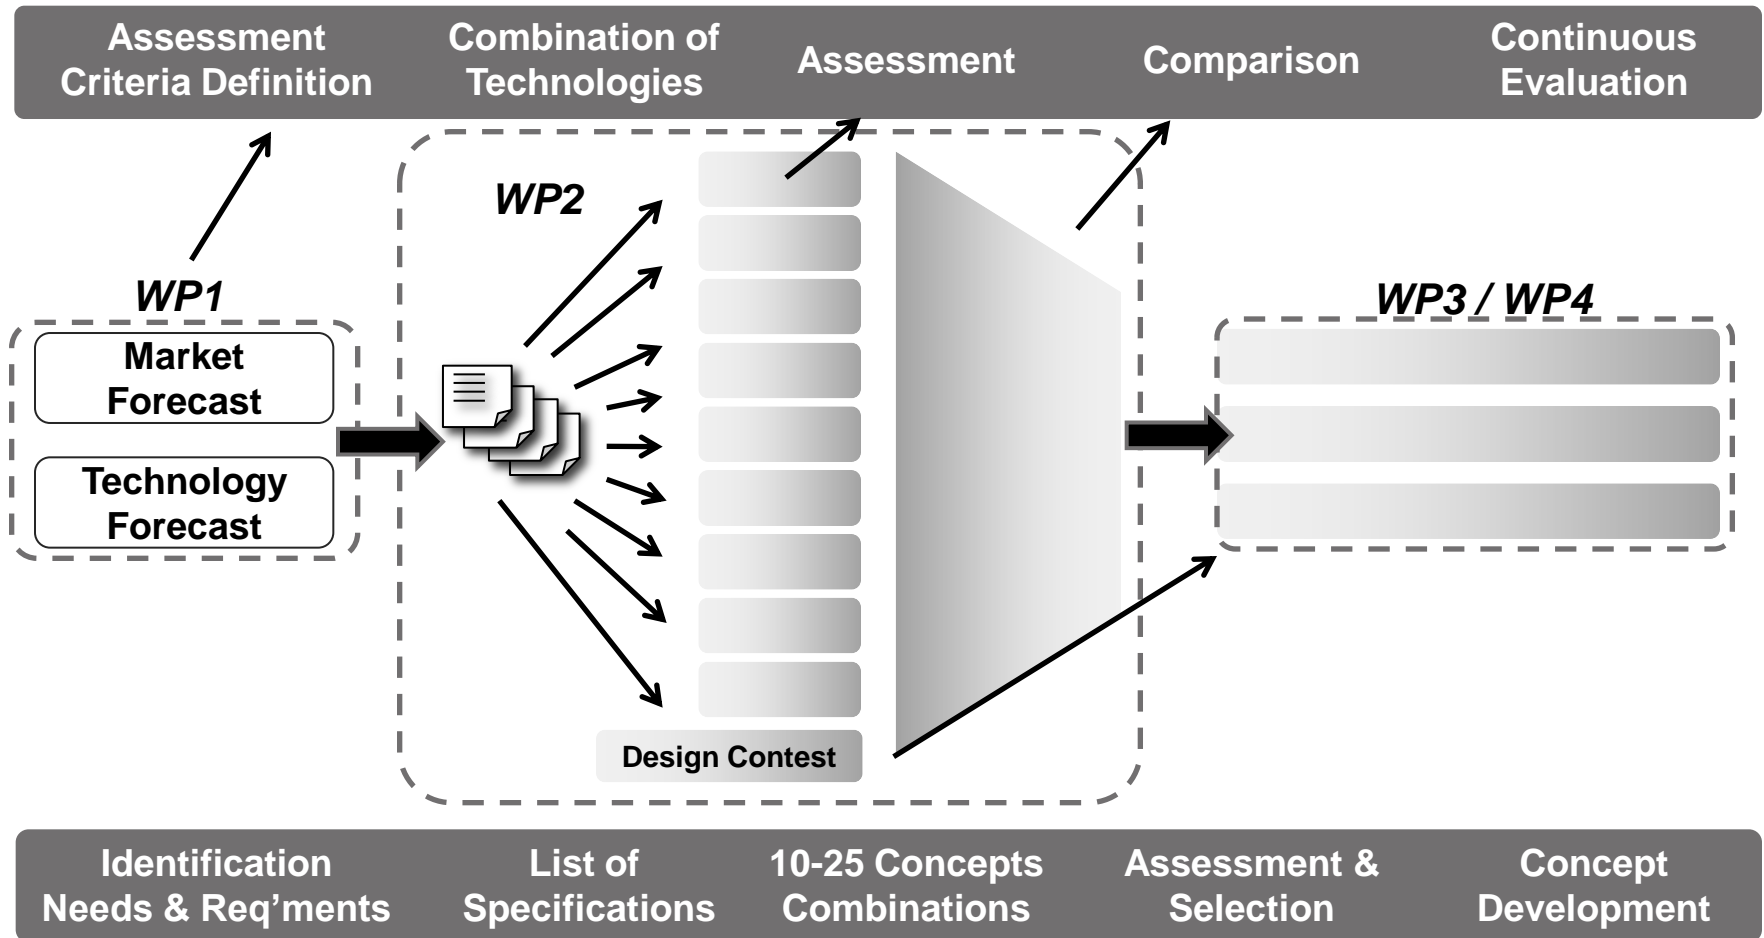 Assessment
Criteria Definition
Combination of
Technologies
Assessment
Comparison
Continuous
Evaluation
WP2
WP1
Market
Forecast
Technology
Forecast
WP3 / WP4
Design Contest
Identification
Needs & Req’ments
List of
Specifications
10-25 Concepts
Combinations
Assessment &
Selection
Concept
Development